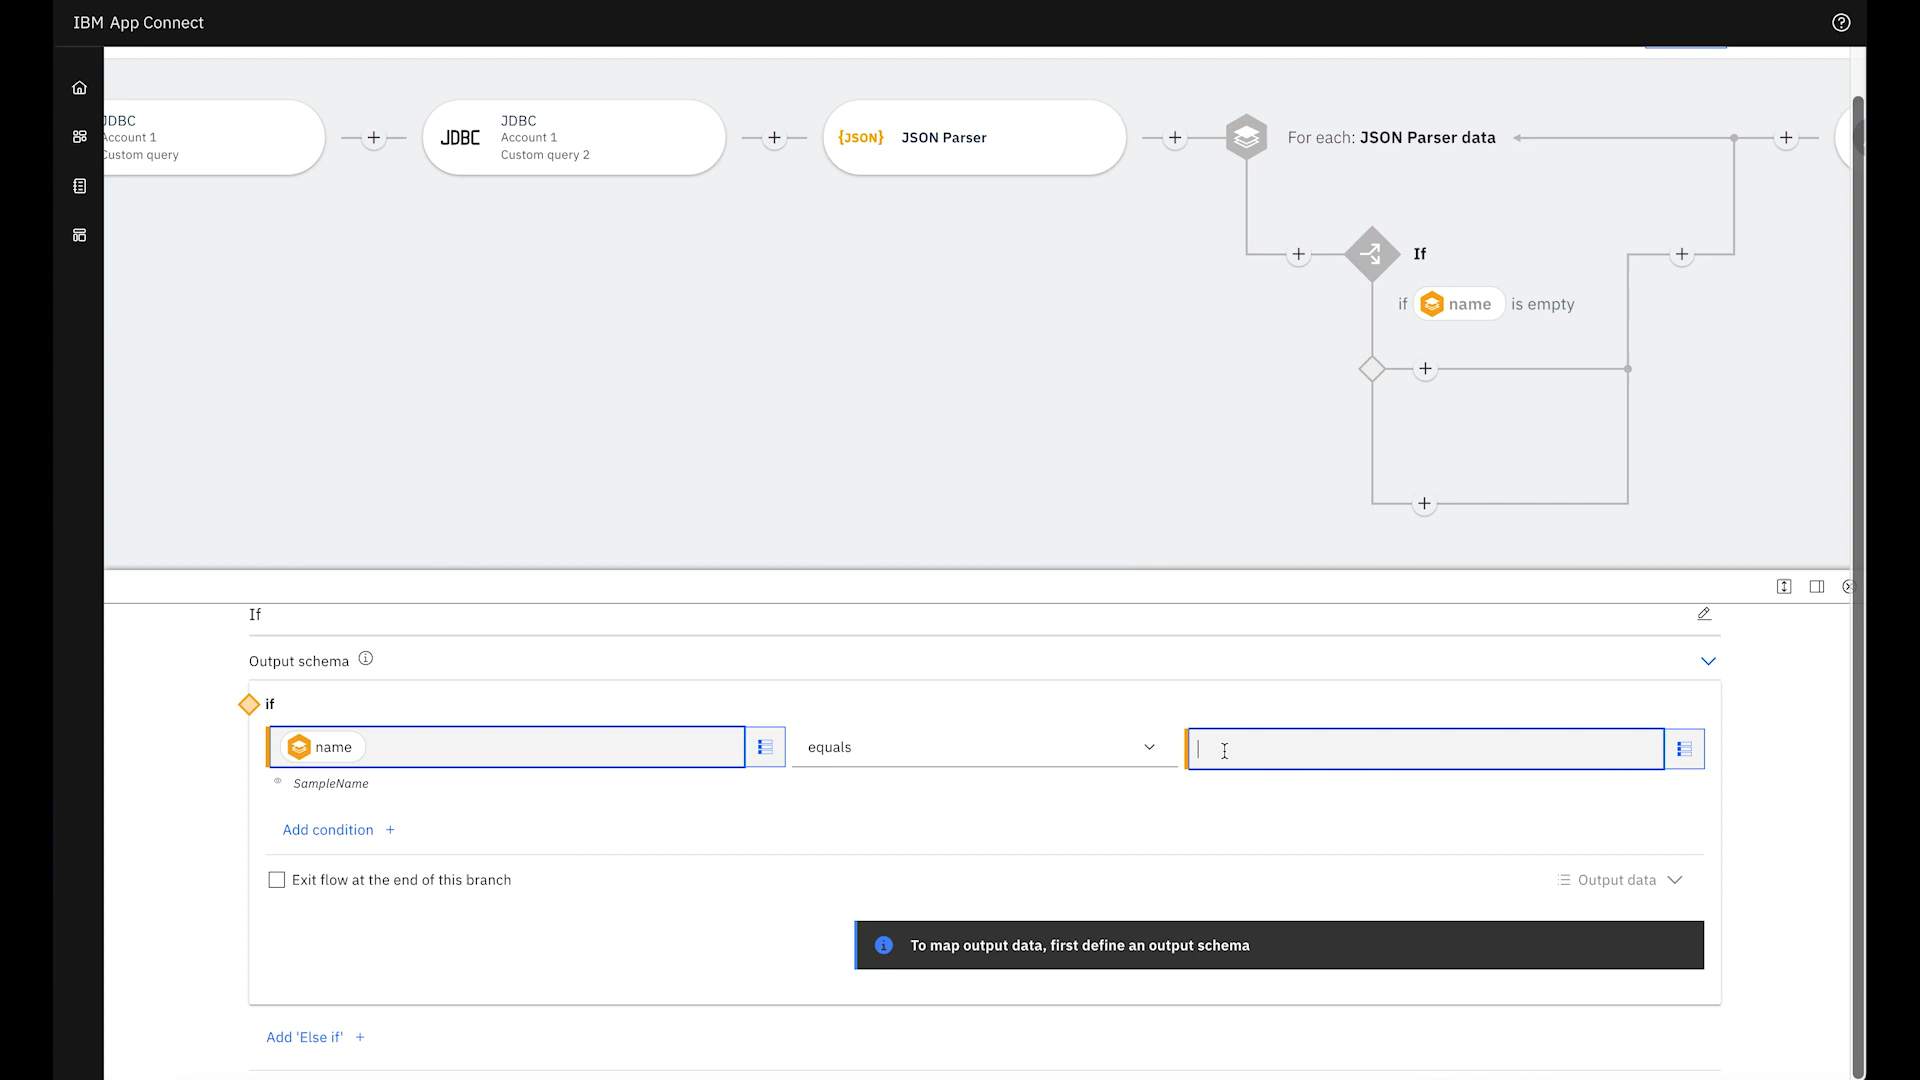 IBM App Connect
JDBC
Account 1
Custom query
JDBC
JDBC
Account 1
Custom query 2
{JSON}
JSON Parser
For each: JSON Parser data
If
if name is empty
If
Output schema
if
name
equals
SampleName
Add condition +
Exit flow at the end of this branch
Output data
To map output data, first define an output schema
Add 'Else if' +